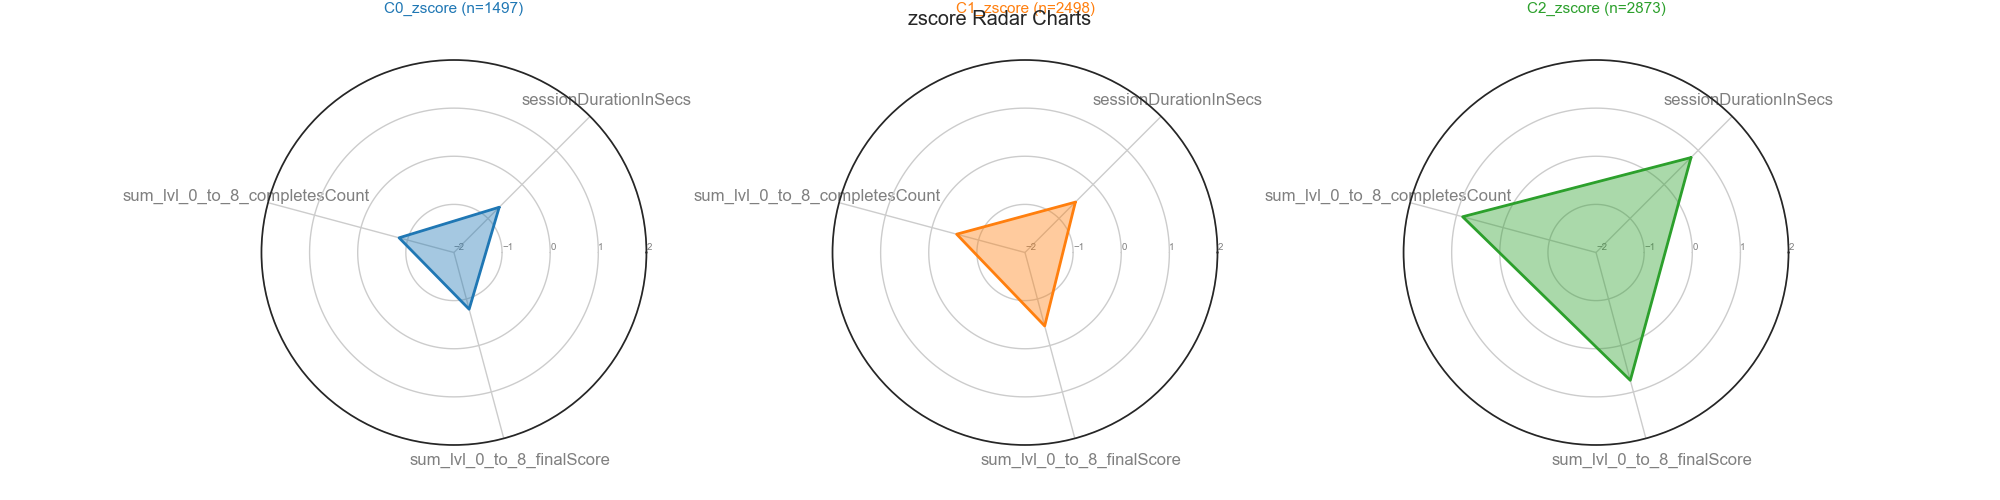 C0_zscore (n=1497)
C1_zscore (n=2498)
C2_zscore (n=2873)
zscore Radar Charts
sessionDurationInSecs
sum_lvl_0_to_8_completesCount
−2
−1
0
1
2
sum_lvl_0_to_8_finalScore
sessionDurationInSecs
sum_lvl_0_to_8_completesCount
−2
−1
0
1
2
sum_lvl_0_to_8_finalScore
sessionDurationInSecs
sum_lvl_0_to_8_completesCount
−2
−1
0
1
2
sum_lvl_0_to_8_finalScore